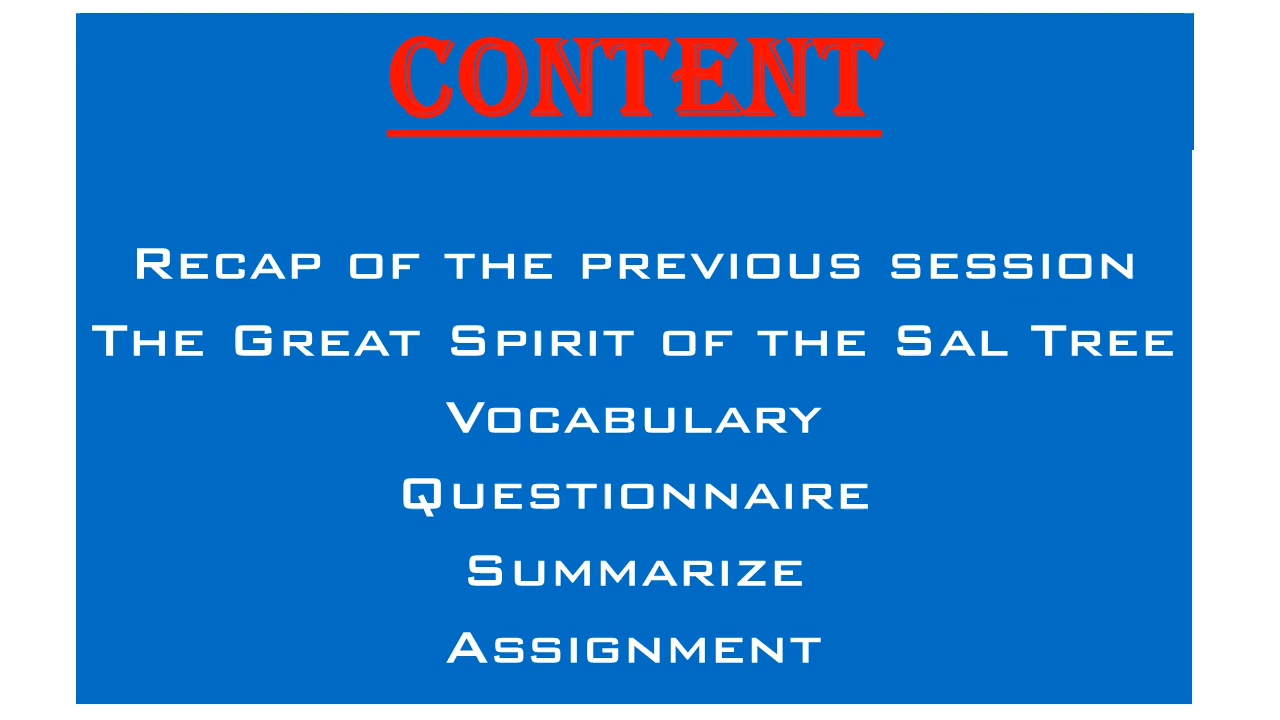 CONTENT
Recap of the previous session
The Great Spirit of the Sal Tree
Vocabulary
Questionnaire
Summarize
Assignment